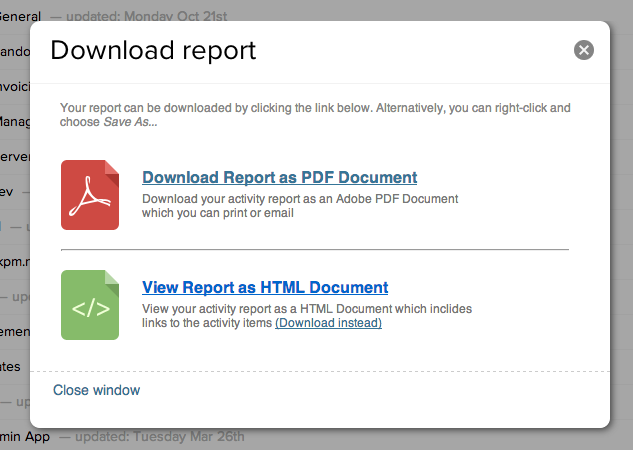 General — updated: Monday Oct 21st
Download report
Your report can be downloaded by clicking the link below. Alternatively, you can right-click and
choose Save As...
Download Report as PDF Document
Download your activity report as an Adobe PDF Document
which you can print or email
</>
View Report as HTML Document
View your activity report as a HTML Document which inclides
links to the activity items (Download instead)
Close window
min App — updated: Tuesday Mar 26th